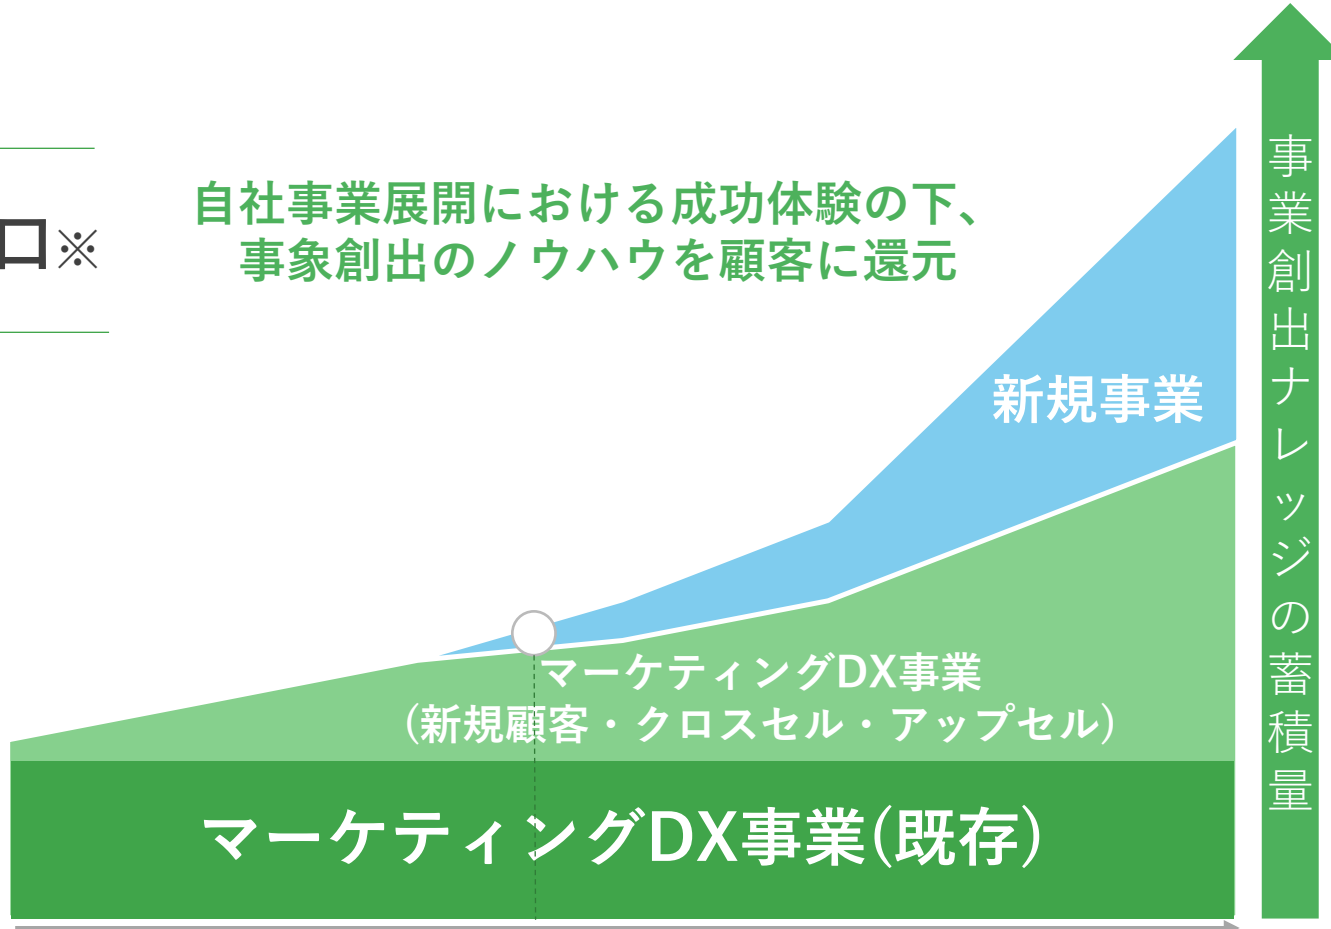 自社事業展開における成功体験の下、
事象創出のノウハウを顧客に還元
ロ※
新規事業
マーケティングDX事業
(新規顧客・クロスセル・アップセル)
マーケティングDX事業(既存)
事業創出ナレッジの蓄積量